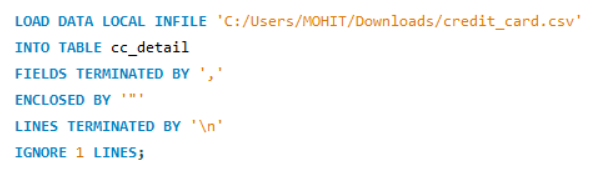 LOAD DATA LOCAL INFILE 'C:/Users/MOHIT/Downloads/credit_card.csv'
INTO TABLE cc_detail
FIELDS TERMINATED BY ','
ENCLOSED BY '"'
LINES TERMINATED BY '\n'
IGNORE 1 LINES;